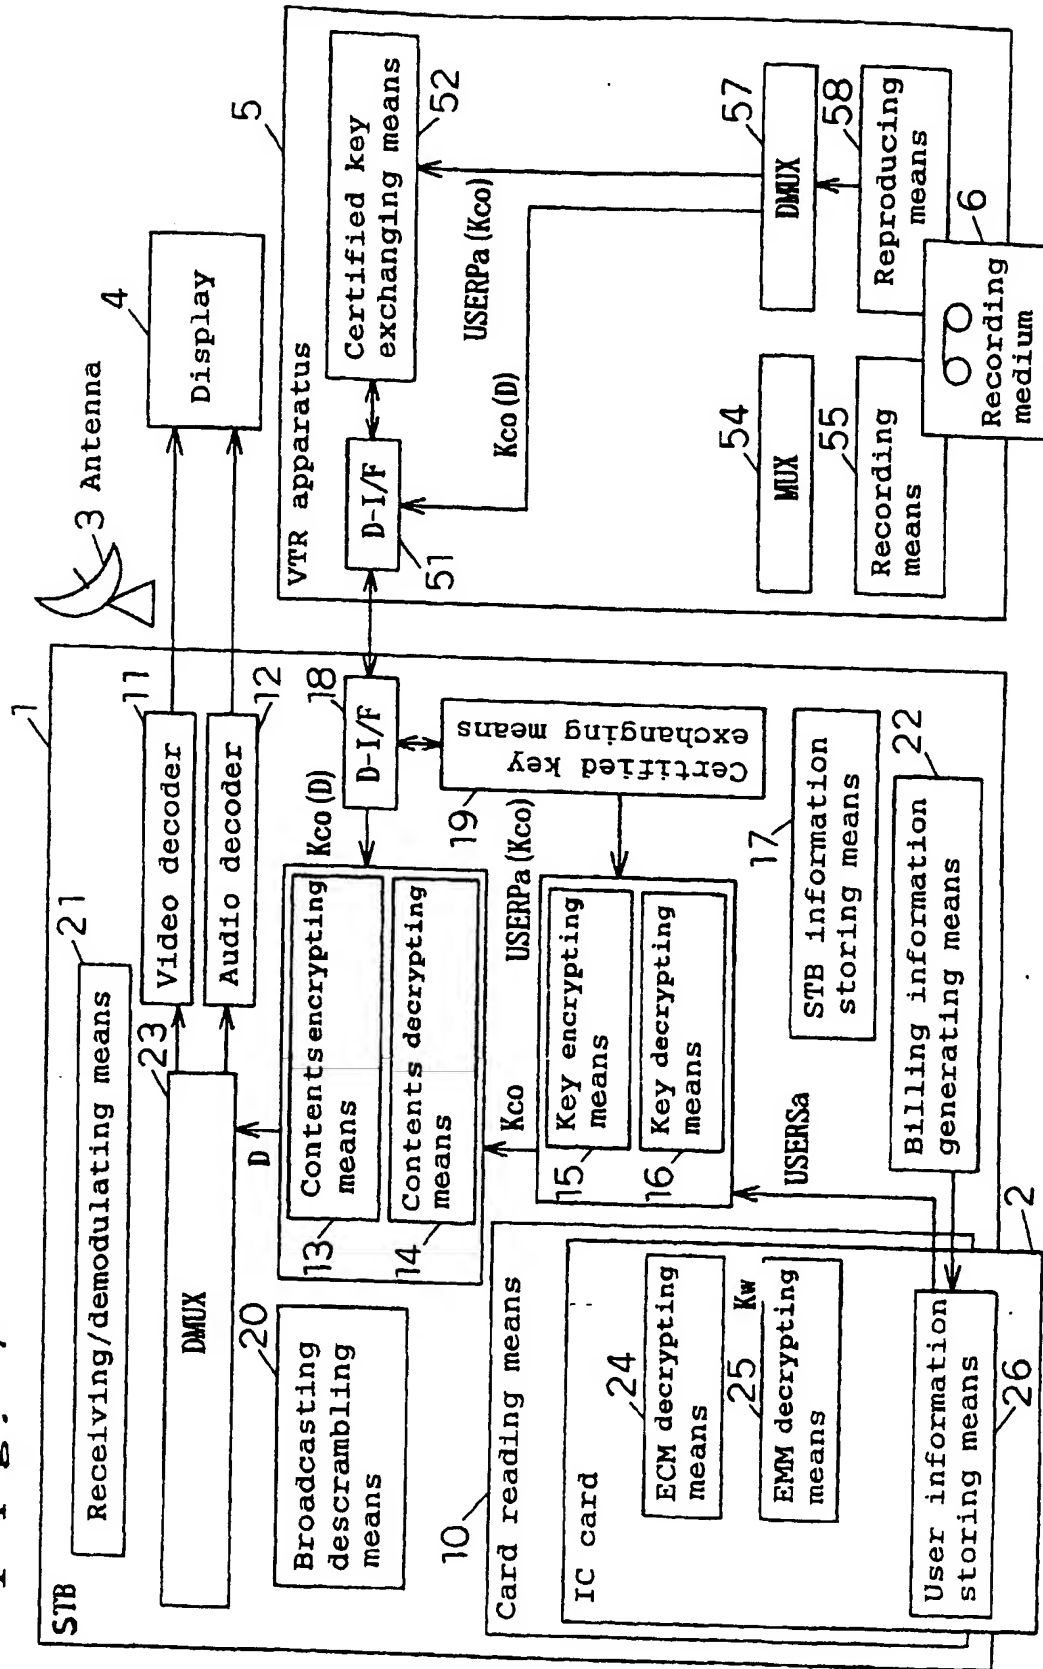 STB
1
Receiving/demodulating means
21
DMUX
23
Video decoder
11
Audio decoder
12
3 Antenna
4
Display
Broadcasting
descrambling
means
20
D
Contents encrypting
means
13
Contents decrypting
means
14
Kco(D)
D-I/F
18
Kco
USERPa(Kco)
Key encrypting
means
15
Key decrypting
means
16
Certified key
exchanging means
19
STB information
storing means
17
Billing information
generating means
22
USERSa
Card reading means
10
IC card
2
ECM decrypting
means
24
Kw
EMM decrypting
means
25
User information
storing means
26
VTR apparatus
5
D-I/F
51
Certified key
exchanging means
52
USERPa(Kco)
Kco(D)
MUX
54
DMUX
57
Recording
means
55
Reproducing
means
58
Recording
medium
6